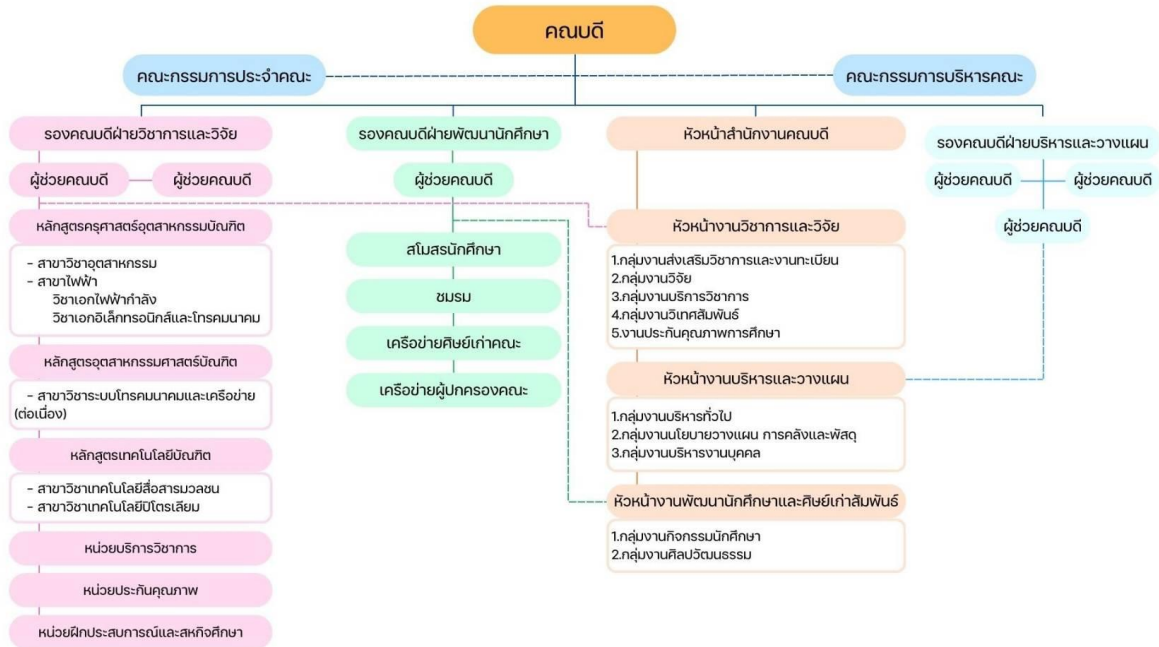 คณบดี
คณะกรรมการประจำคณะ
คณะกรรมการบริหารคณะ
รองคณบดีฝ่ายวิชาการและวิจัย
ผู้ช่วยคณบดี
ผู้ช่วยคณบดี
หลักสูตรครุศาสตร์อุตสาหกรรมบัณฑิต
- สาขาวิชาอุตสาหกรรม
- สาขาไฟฟ้า
วิชาเอกไฟฟ้ากำลัง
วิชาเอกอิเล็กทรอนิกส์และโทรคมนาคม
หลักสูตรอุตสาหกรรมศาสตร์บัณฑิต
- สาขาวิชาระบบโทรคมนาคมและเครือข่าย
(ต่อเนื่อง)
หลักสูตรเทคโนโลยีบัณฑิต
- สาขาวิชาเทคโนโลยีสื่อสารมวลชน
- สาขาวิชาเทคโนโลยีปิโตรเลียม
หน่วยบริการวิชาการ
หน่วยประกันคุณภาพ
หน่วยฝึกประสบการณ์และสหกิจศึกษา
รองคณบดีฝ่ายพัฒนานักศึกษา
ผู้ช่วยคณบดี
สโมสรนักศึกษา
ชมรม
เครือข่ายศิษย์เก่าคณะ
เครือข่ายผู้ปกครองคณะ
หัวหน้าสำนักงานคณบดี
หัวหน้างานวิชาการและวิจัย
1.กลุ่มงานส่งเสริมวิชาการและงานทะเบียน
2.กลุ่มงานวิจัย
3.กลุ่มงานบริการวิชาการ
4.กลุ่มงานวิเทศสัมพันธ์
5.งานประกันคุณภาพการศึกษา
หัวหน้างานบริหารและวางแผน
1.กลุ่มงานบริหารทั่วไป
2.กลุ่มงานนโยบายวางแผน การคลังและพัสดุ
3.กลุ่มงานบริหารงานบุคคล
หัวหน้างานพัฒนานักศึกษาและศิษย์เก่าสัมพันธ์
1.กลุ่มงานกิจกรรมนักศึกษา
2.กลุ่มงานศิลปวัฒนธรรม
รองคณบดีฝ่ายบริหารและวางแผน
ผู้ช่วยคณบดี
ผู้ช่วยคณบดี
ผู้ช่วยคณบดี